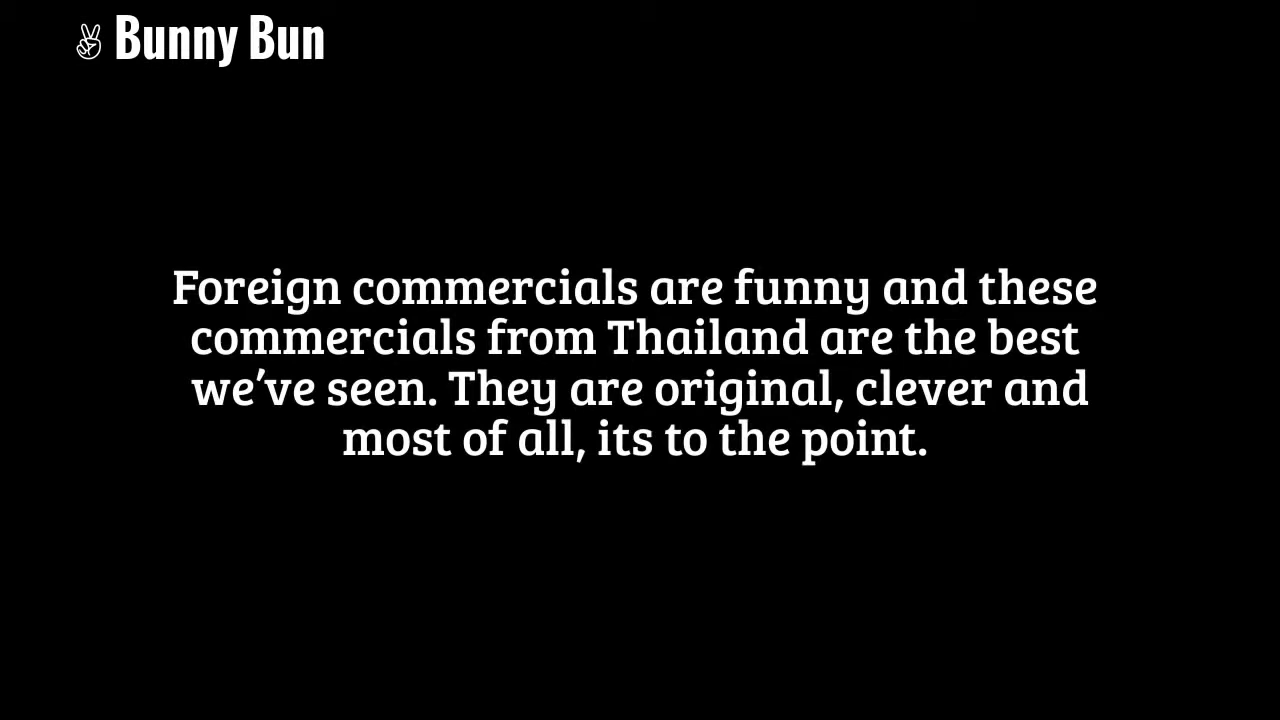 ✌ Bunny Bun
Foreign commercials are funny and these
commercials from Thailand are the best
we’ve seen. They are original, clever and
most of all, its to the point.